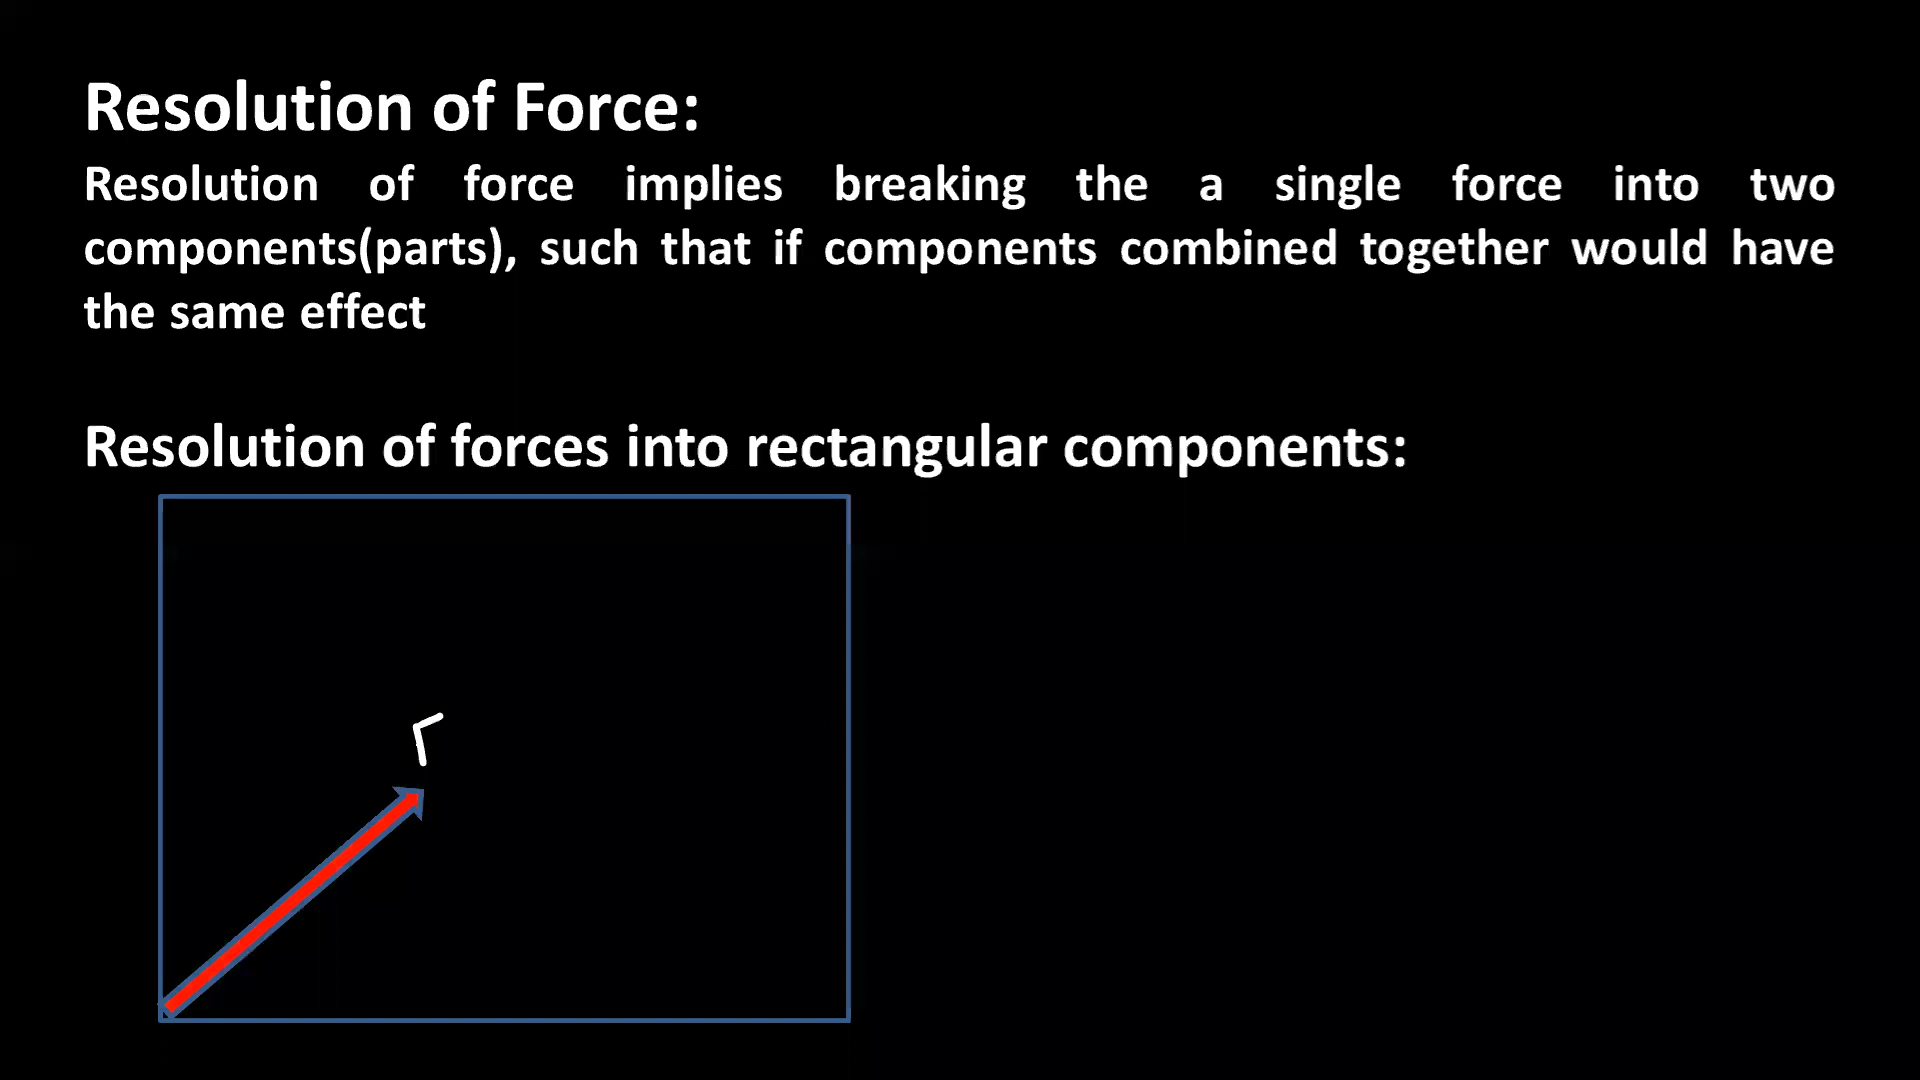 Resolution of Force:
Resolution of force implies breaking the a single force into two
components(parts), such that if components combined together would have
the same effect
Resolution of forces into rectangular components: